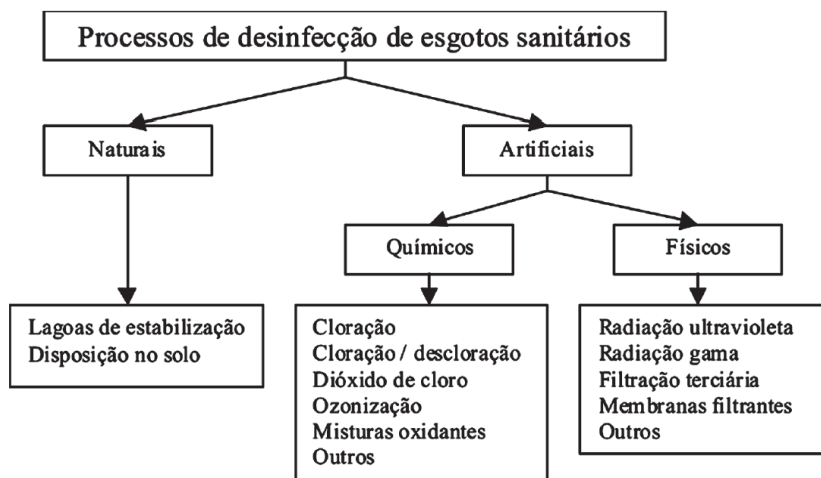 Processos de desinfecção de esgotos sanitários
Naturais
Artificiais
Químicos
Físicos
Lagoas de estabilização
Disposição no solo
Cloração
Cloração / descloração
Dióxido de cloro
Ozonização
Misturas oxidantes
Outros
Radiação ultravioleta
Radiação gama
Filtração terciária
Membranas filtrantes
Outros